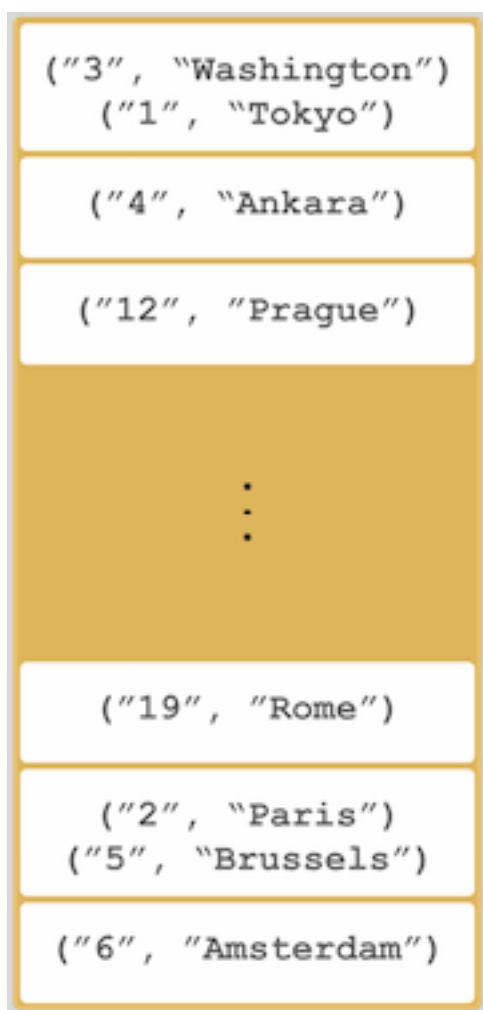 ("3", “Washington”)
("1", “Tokyo”)
("4", “Ankara”)
("12", "Prague”)
⋮
("19", "Rome”)
("2", “Paris”)
("5", “Brussels”)
("6", "Amsterdam”)